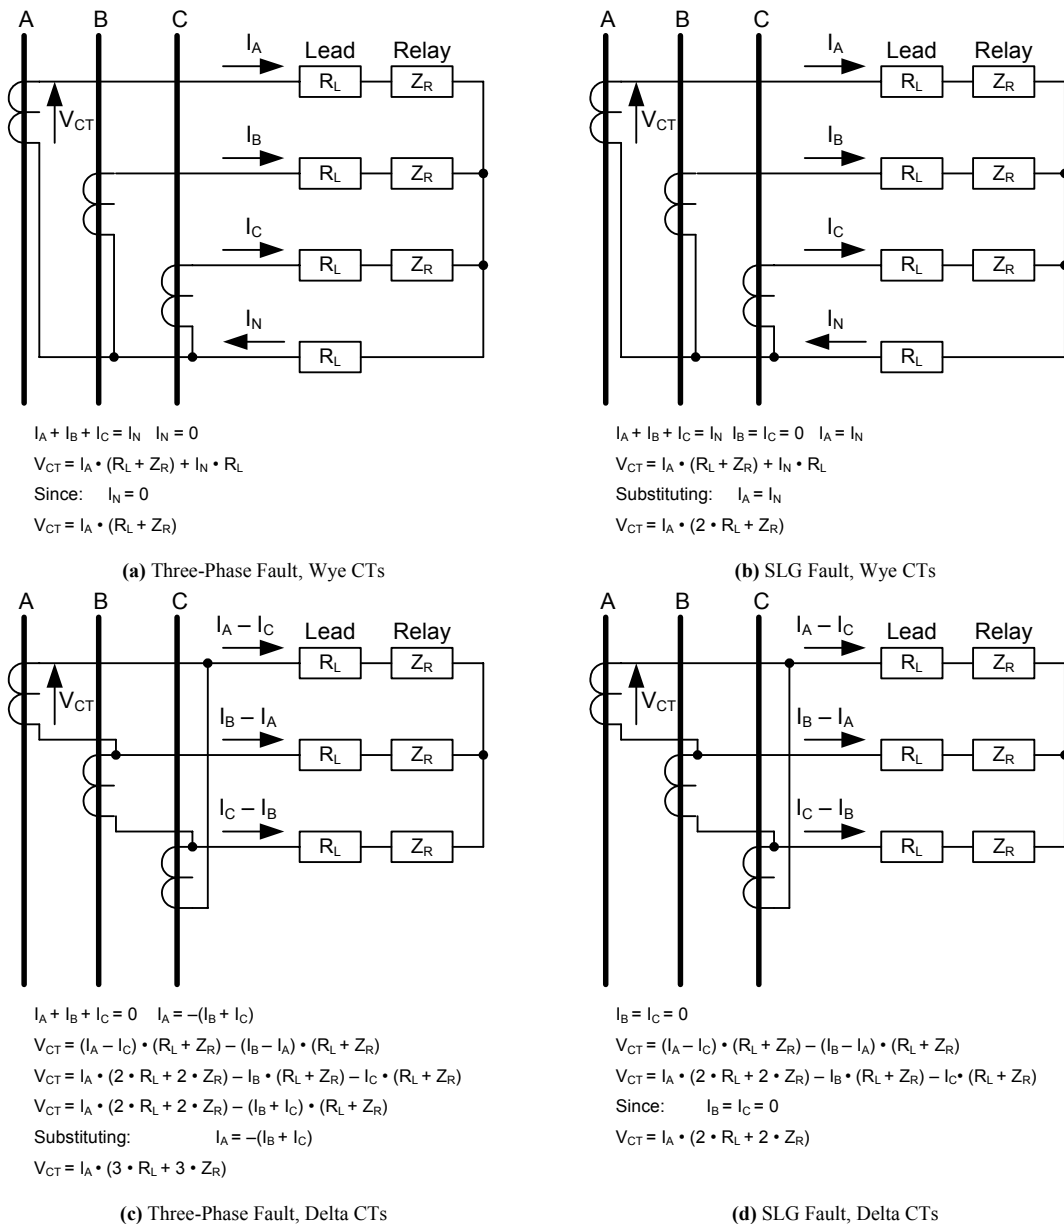 A B C
I_A Lead Relay
R_L Z_R
V_CT
I_B
R_L Z_R
I_C
R_L Z_R
I_N
R_L
I_A + I_B + I_C = I_N I_N = 0
V_CT = I_A • (R_L + Z_R) + I_N • R_L
Since: I_N = 0
V_CT = I_A • (R_L + Z_R)
(a) Three-Phase Fault, Wye CTs
A B C
I_A Lead Relay
R_L Z_R
V_CT
I_B
R_L Z_R
I_C
R_L Z_R
I_N
R_L
I_A + I_B + I_C = I_N I_B = I_C = 0 I_A = I_N
V_CT = I_A • (R_L + Z_R) + I_N • R_L
Substituting: I_A = I_N
V_CT = I_A • (2 • R_L + Z_R)
(b) SLG Fault, Wye CTs
A B C
I_A – I_C Lead Relay
R_L Z_R
V_CT
I_B – I_A
R_L Z_R
I_C – I_B
R_L Z_R
I_A + I_B + I_C = 0 I_A = –(I_B + I_C)
V_CT = (I_A – I_C) • (R_L + Z_R) – (I_B – I_A) • (R_L + Z_R)
V_CT = I_A • (2 • R_L + 2 • Z_R) – I_B • (R_L + Z_R) – I_C • (R_L + Z_R)
V_CT = I_A • (2 • R_L + 2 • Z_R) – (I_B + I_C) • (R_L + Z_R)
Substituting: I_A = –(I_B + I_C)
V_CT = I_A • (3 • R_L + 3 • Z_R)
(c) Three-Phase Fault, Delta CTs
A B C
I_A – I_C Lead Relay
R_L Z_R
V_CT
I_B – I_A
R_L Z_R
I_C – I_B
R_L Z_R
I_B = I_C = 0
V_CT = (I_A – I_C) • (R_L + Z_R) – (I_B – I_A) • (R_L + Z_R)
V_CT = I_A • (2 • R_L + 2 • Z_R) – I_B • (R_L + Z_R) – I_C • (R_L + Z_R)
Since: I_B = I_C = 0
V_CT = I_A • (2 • R_L + 2 • Z_R)
(d) SLG Fault, Delta CTs